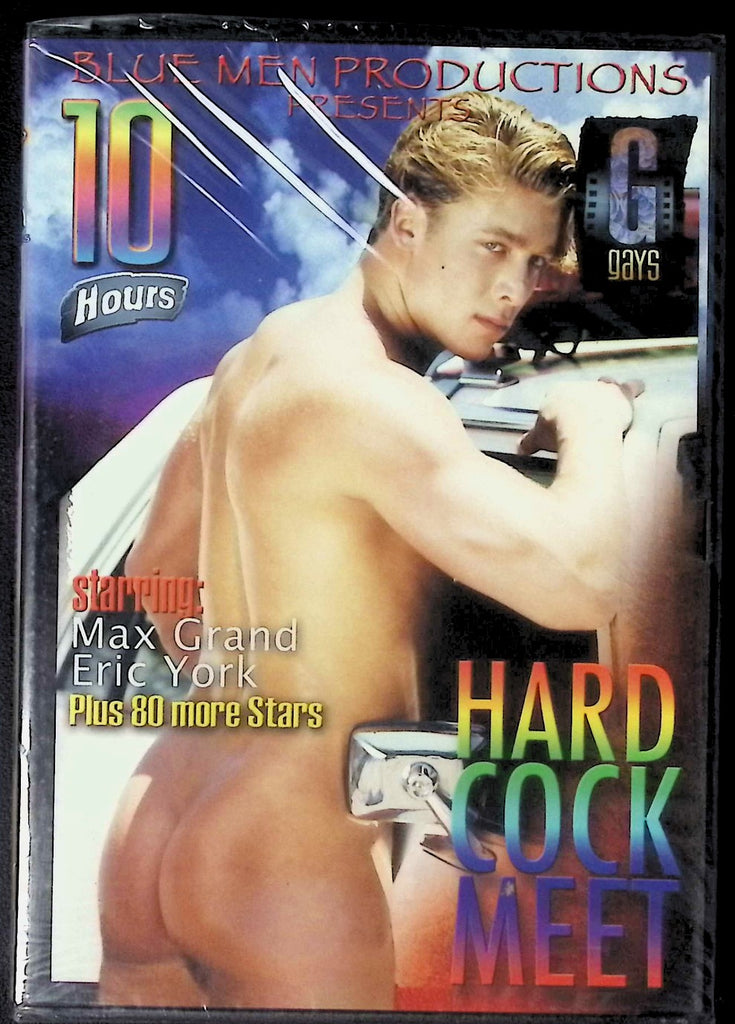 BLUE MEN PRODUCTIONS
PRESENTS
10
Hours
G
gays
starring:
Max Grand
Eric York
Plus 80 more Stars
HARD
COCK
MEET